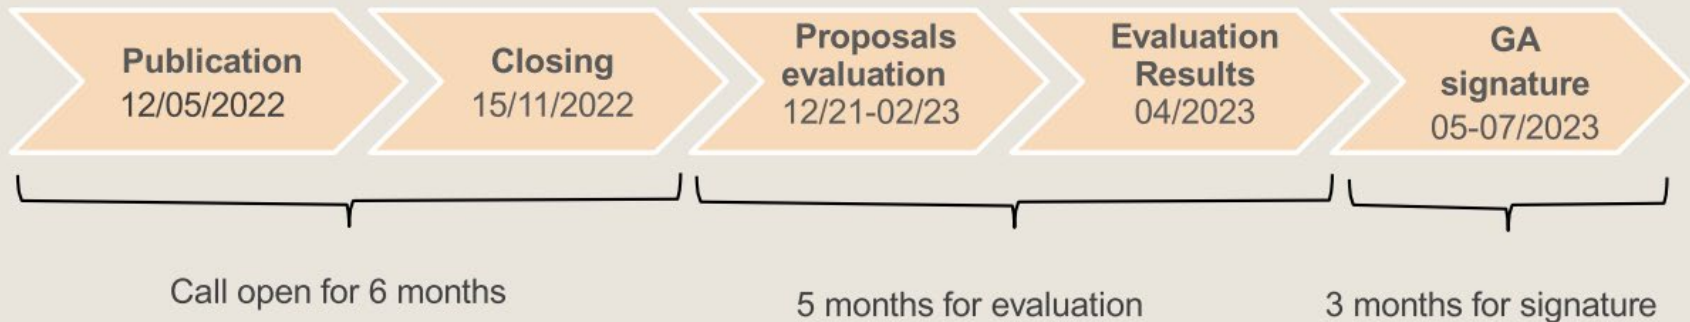 Publication
12/05/2022
Closing
15/11/2022
Proposals
evaluation
12/21-02/23
Evaluation
Results
04/2023
GA
signature
05-07/2023
Call open for 6 months
5 months for evaluation
3 months for signature